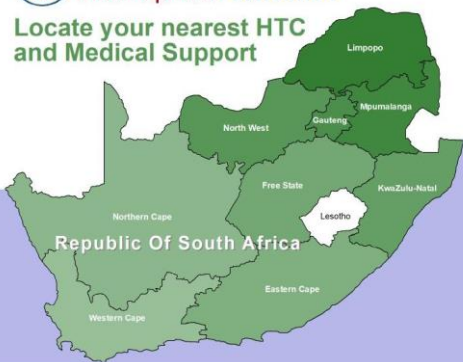 Locate your nearest HTC
and Medical Support
Limpopo
Mpumalanga
Gauteng
North West
Free State
KwaZulu-Natal
Lesotho
Northern Cape
Republic Of South Africa
Eastern Cape
Western Cape